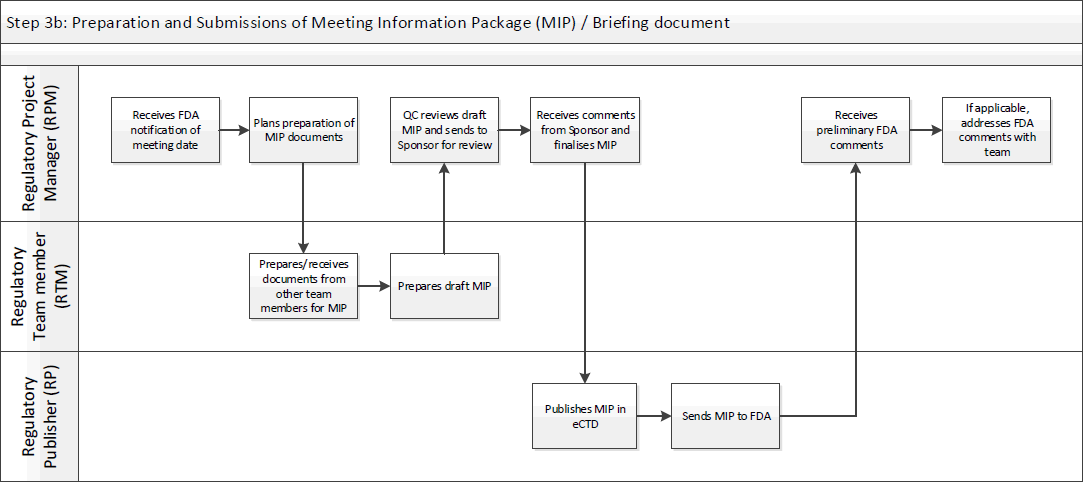 Step 3b: Preparation and Submissions of Meeting Information Package (MIP) / Briefing document
Regulatory Project
Manager (RPM)
Receives FDA
notification of
meeting date
Plans preparation of
MIP documents
QC reviews draft
MIP and sends to
Sponsor for review
Receives comments
from Sponsor and
finalises MIP
Receives
preliminary FDA
comments
If applicable,
addresses FDA
comments with
team
Regulatory
Team member
(RTM)
Prepares/receives
documents from
other team
members for MIP
Prepares draft MIP
Regulatory
Publisher (RP)
Publishes MIP in
eCTD
Sends MIP to FDA